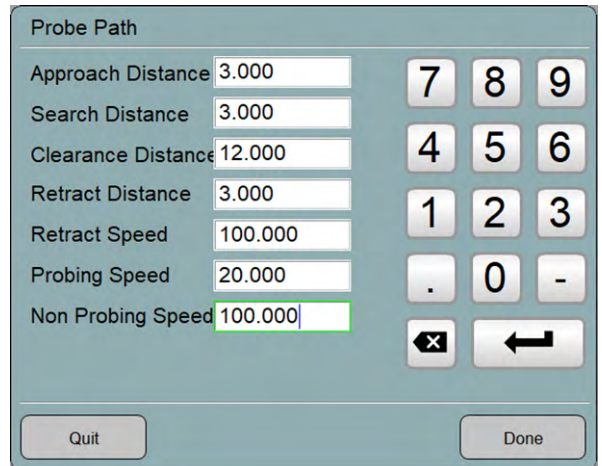 Probe Path
Approach Distance 3.000
Search Distance 3.000
Clearance Distance 12.000
Retract Distance 3.000
Retract Speed 100.000
Probing Speed 20.000
Non Probing Speed 100.000
7 8 9
4 5 6
1 2 3
. 0 -
Quit Done